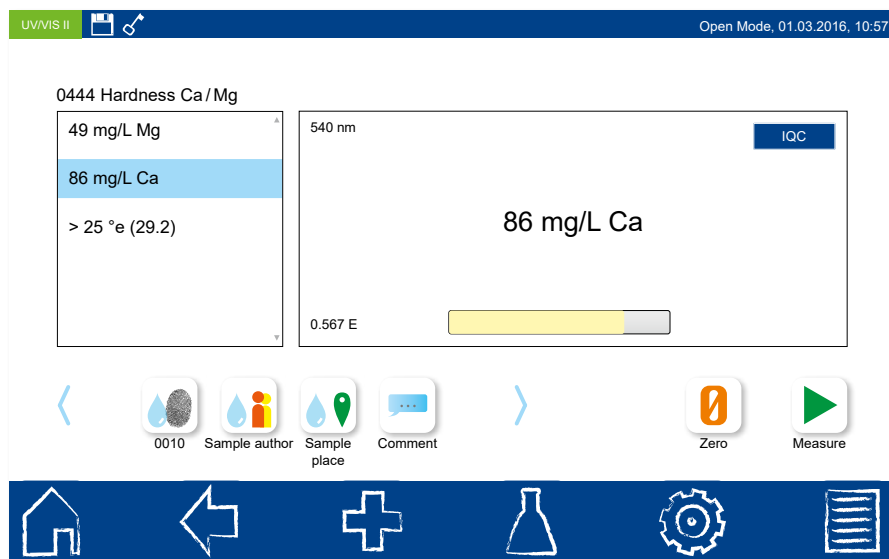 UV/VIS II
Open Mode, 01.03.2016, 10:57
0444 Hardness Ca/Mg
49 mg/L Mg
86 mg/L Ca
> 25 °e (29.2)
540 nm
IQC
86 mg/L Ca
0.567 E
0010
Sample author
Sample
place
Comment
Zero
Measure